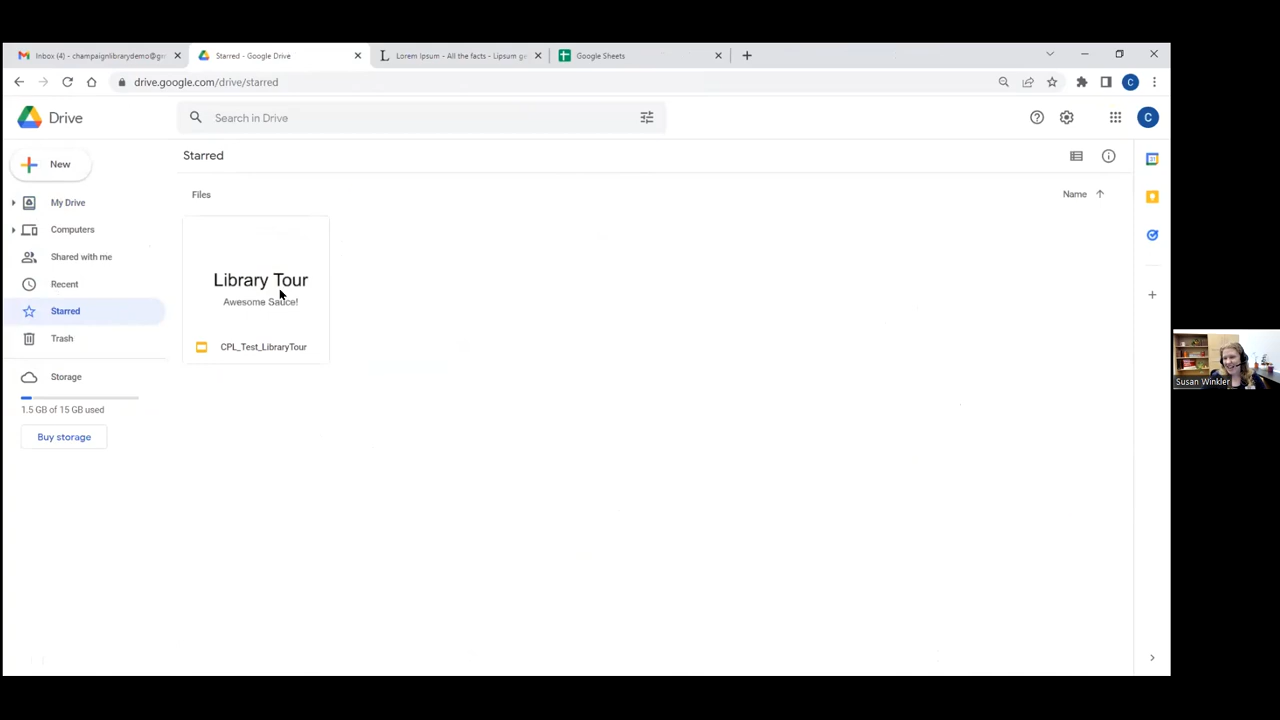 Inbox (4) - champaignlibrarydemo@gm
Starred - Google Drive
Lorem Ipsum - All the facts - Lipsum ge
Google Sheets
drive.google.com/drive/starred
C
Drive
Search in Drive
C
New
Starred
Files
Name
My Drive
Computers
Shared with me
Recent
Starred
Trash
Library Tour
Awesome Sauce!
CPL_Test_LibraryTour
Storage
1.5 GB of 15 GB used
Buy storage
Susan Winkler